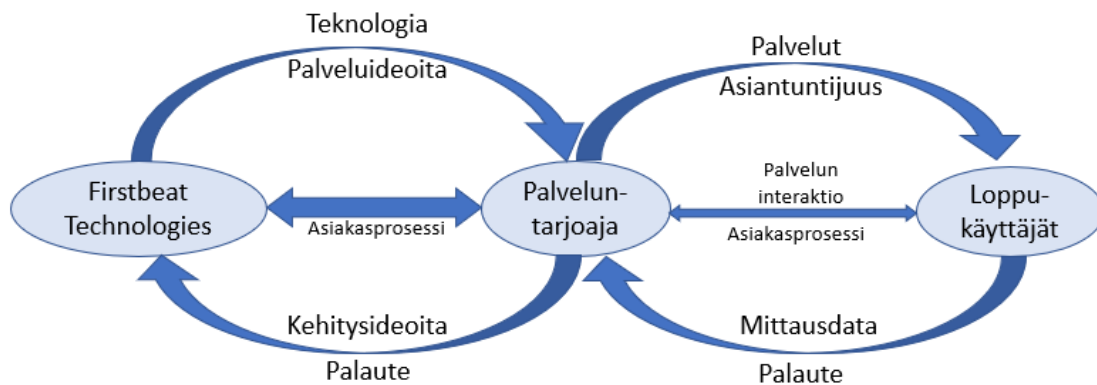 Teknologia
Palveluideoita
Palvelut
Asiantuntijuus
Firstbeat
Technologies
Asiakasprosessi
Palvelun-
tarjoaja
Palvelun
interaktio
Asiakasprosessi
Loppu-
käyttäjät
Kehitysideoita
Palaute
Mittausdata
Palaute